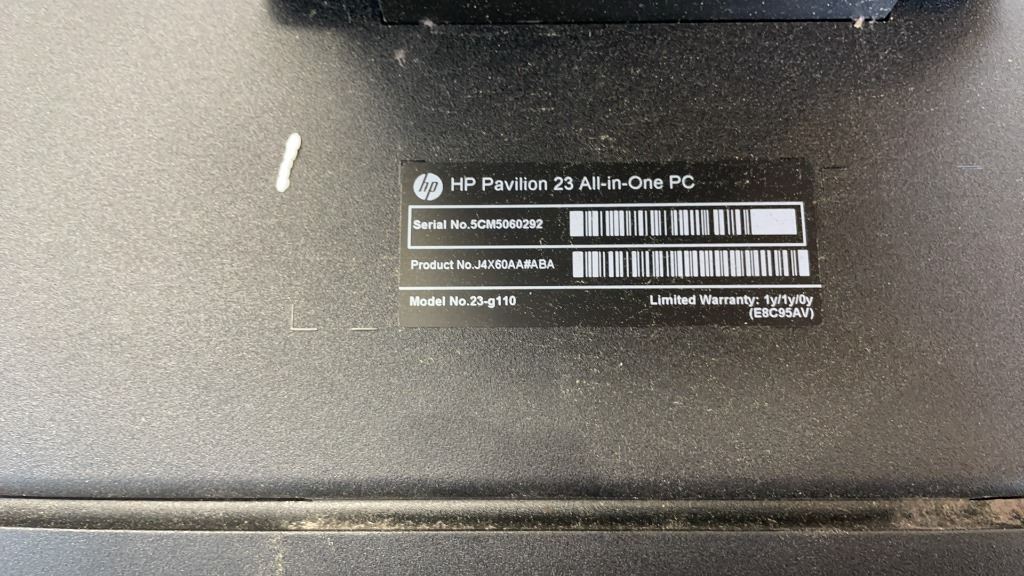 hp HP Pavilion 23 All-in-One PC
Serial No.5CM5060292
Product No.J4X60AA#ABA
Model No.23-g110 Limited Warranty: 1y/1y/0y
(E8C95AV)